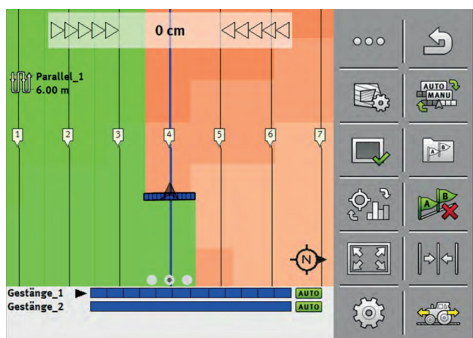 0 cm
Parallel_1
6.00 m
1 2 3 4 5 6 7
N
Gestänge_1 AUTO
Gestänge_2 AUTO
AUTO
MANU
A B
A B